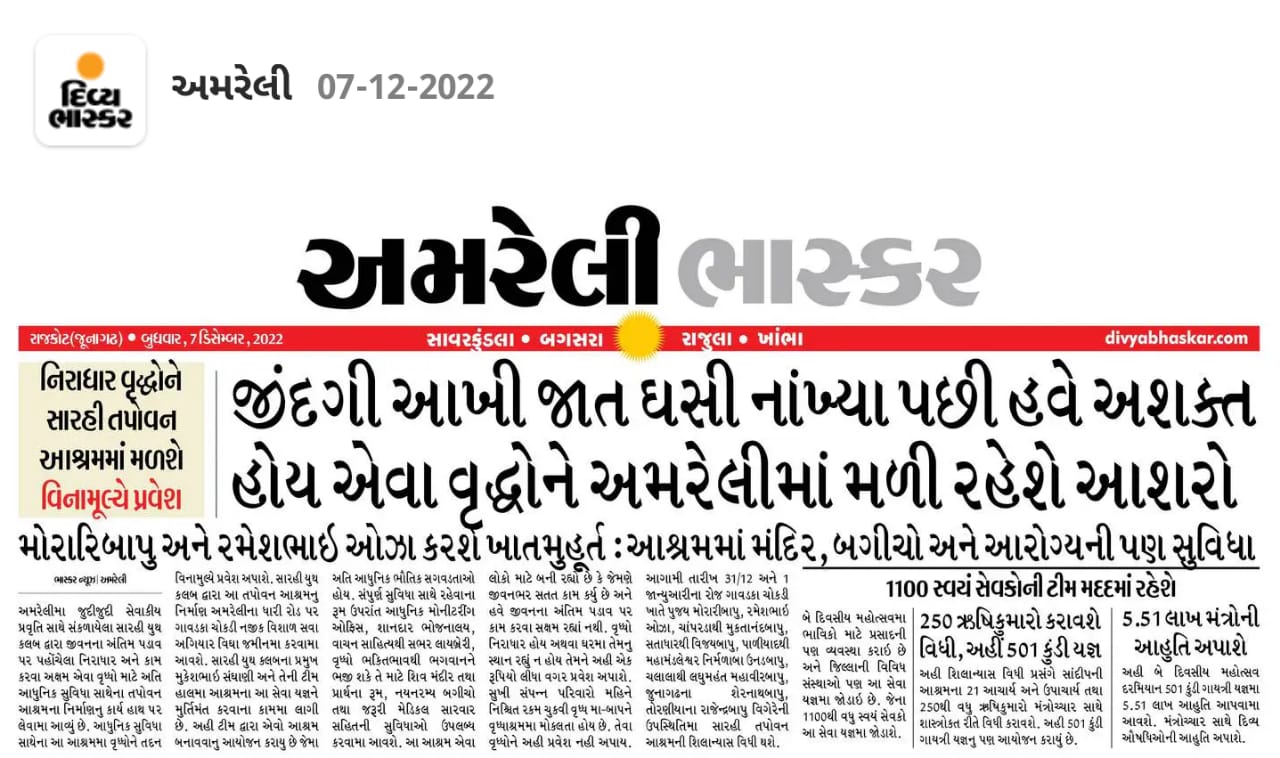 દિવ્ય
ભાસ્કર
અમરેલી 07-12-2022
અમરેલી ભાસ્કર
રાજકોટ(જૂનાગઢ) • બુધવાર, 7 ડિસેમ્બર, 2022
સાવરકુંડલા • બગસરા
રાજુલા • ખાંભા
divyabhaskar.com
નિરાધાર વૃદ્ધોને
સારહી તપોવન
આશ્રમમાં મળશે
વિનામૂલ્યે પ્રવેશ
જીંદગી આખી જાત ઘસી નાંખ્યા પછી હવે અશક્ત
હોય એવા વૃદ્ધોને અમરેલીમાં મળી રહેશે આશરો
મોરારિબાપુ અને રમેશભાઇ ઓઝા કરશે ખાતમુહૂર્ત : આશ્રમમાં મંદિર, બગીચો અને આરોગ્યની પણ સુવિધા
ભાસ્કર ન્યૂઝ | અમરેલી
અમરેલીમા જુદીજુદી સેવાકીય
પ્રવૃતિ સાથે સંકળાયેલા સારહી યુથ
કલબ દ્વારા જીવનના અંતિમ પડાવ
પર પહોંચેલા નિરાધાર અને કામ
કરવા અક્ષમ એવા વૃધ્ધો માટે અતિ
આધુનિક સુવિધા સાથેના તપોવન
આશ્રમના નિર્માણનુ કાર્ય હાથ પર
લેવામા આવ્યું છે. આધુનિક સુવિધા
સાથેના આ આશ્રમમા વૃધ્ધોને તદન
વિનામુલ્યે પ્રવેશ અપાશે. સારહી યુથ
કલબ દ્વારા આ તપોવન આશ્રમનુ
નિર્માણ અમરેલીના ધારી રોડ પર
ગાવડકા ચોકડી નજીક વિશાળ સવા
અગિયાર વિઘા જમીનમા કરવામા
આવશે. સારહી યુથ કલબના પ્રમુખ
મુકેશભાઇ સંઘાણી અને તેની ટીમ
હાલમા આશ્રમના આ સેવા યજ્ઞને
મુર્તિમંત કરવાના કામમા લાગી
છે. અહી ટીમ દ્વારા એવો આશ્રમ
બનાવવાનુ આયોજન કરાયુ છે જેમા
અતિ આધુનિક ભૌતિક સગવડતાઓ
હોય. સંપુર્ણ સુવિધા સાથે રહેવાના
રૂમ ઉપરાંત આધુનિક મોનીટરીંગ
ઓફિસ, શાનદાર ભોજનાલય,
વાચન સાહિત્યથી સભર લાયબ્રેરી,
વૃધ્ધો ભકિતભાવથી ભગવાનને
ભજી શકે તે માટે શિવ મંદીર તથા
પ્રાર્થના રૂમ, નયનરમ્ય બગીચો
તથા જરૂરી મેડિકલ સારવાર
સહિતની સુવિધાઓ ઉપલબ્ધ
કરવામા આવશે. આ આશ્રમ એવા
લોકો માટે બની રહ્યો છે કે જેમણે
જીવનભર સતત કામ કર્યુ છે અને
હવે જીવનના અંતિમ પડાવ પર
કામ કરવા સક્ષમ રહ્યાં નથી. વૃધ્ધો
નિરાધાર હોય અથવા ઘરમા તેમનુ
સ્થાન રહ્યું ન હોય તેમને અહી એક
રૂપિયો લીધા વગર પ્રવેશ અપાશે.
સુખી સંપન્ન પરિવારો મહિને
નિશ્ચિત રકમ ચુકવી વૃધ્ધ મા-બાપને
વૃધ્ધાશ્રમમા મોકલતા હોય છે. તેવા
વૃધ્ધોને અહી પ્રવેશ નહી અપાય.
આગામી તારીખ 31/12 અને 1
જાન્યુઆરીના રોજ ગાવડકા ચોકડી
ખાતે પુજય મોરારીબાપુ, રમેશભાઇ
ઓઝા, ચાંપરડાથી મુકતાનંદબાપુ,
સતાધારથી વિજયબાપુ, પાળીયાદથી
મહામંડલેશ્વર નિર્મળાબા ઉનડબાપુ,
ચલાલાથી લઘુમહંત મહાવીરબાપુ,
જુનાગઢના શેરનાથબાપુ,
તોરણીયાના રાજેન્દ્રબાપુ વિગેરેની
ઉપસ્થિતિમા સારહી તપોવન
આશ્રમની શિલાન્યાસ વિધી થશે.
1100 સ્વયં સેવકોની ટીમ મદદમાં રહેશે
બે દિવસીય મહોત્સવમા
ભાવિકો માટે પ્રસાદની
પણ વ્યવસ્થા કરાઇ છે
અને જિલ્લાની વિવિધ
સંસ્થાઓ પણ આ સેવા
યજ્ઞમા જોડાઇ છે. જેના
1100થી વધુ સ્વયં સેવકો
આ સેવા યજ્ઞમા જોડાશે.
250 ઋષિકુમારો કરાવશે
વિધી, અહીં 501 કુંડી યજ્ઞ
અહી શિલાન્યાસ વિધી પ્રસંગે સાંદીપની
આશ્રમના 21 આચાર્ય અને ઉપાચાર્ય તથા
250થી વધુ ઋષિકુમારો મંત્રોચ્ચાર સાથે
શાસ્ત્રોકત રીતે વિધી કરાવશે. અહી 501 કુંડી
ગાયત્રી યજ્ઞનુ પણ આયોજન કરાયું છે.
5.51 લાખ મંત્રોની
આહુતિ અપાશે
અહી બે દિવસીય મહોત્સવ
દરમિયાન 501 કુંડી ગાયત્રી યજ્ઞમા
5.51 લાખ આહુતિ આપવામા
આવશે. મંત્રોચ્ચાર સાથે દિવ્ય
ઔષધિઓની આહુતિ અપાશે.